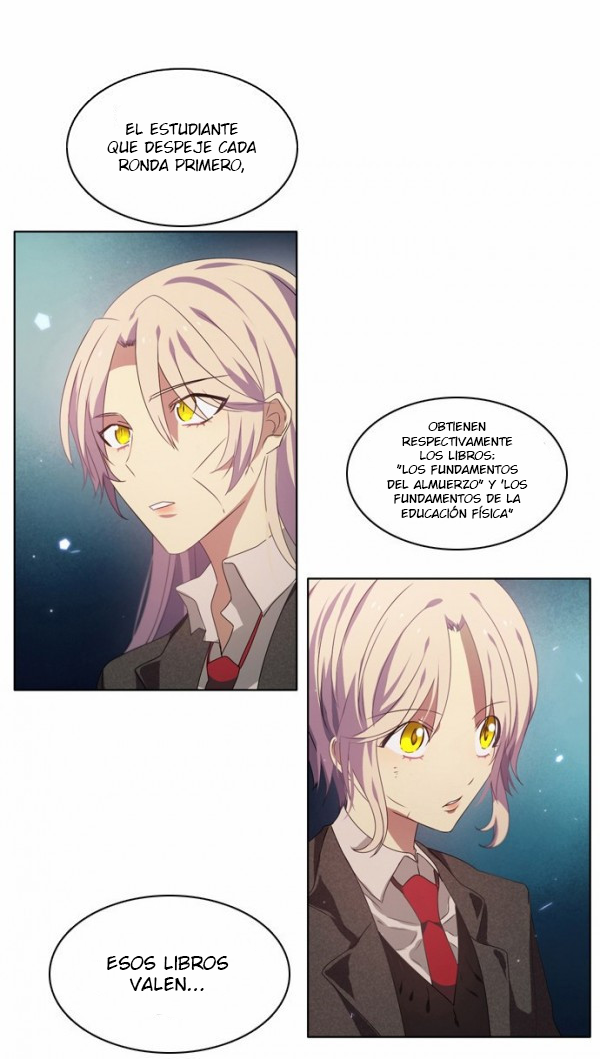 EL ESTUDIANTE
QUE DESPEJE CADA
RONDA PRIMERO,
OBTIENEN
RESPECTIVAMENTE
LOS LIBROS:
"LOS FUNDAMENTOS
DEL ALMUERZO" Y 'LOS
FUNDAMENTOS DE LA
EDUCACIÓN FÍSICA"
ESOS LIBROS
VALEN...